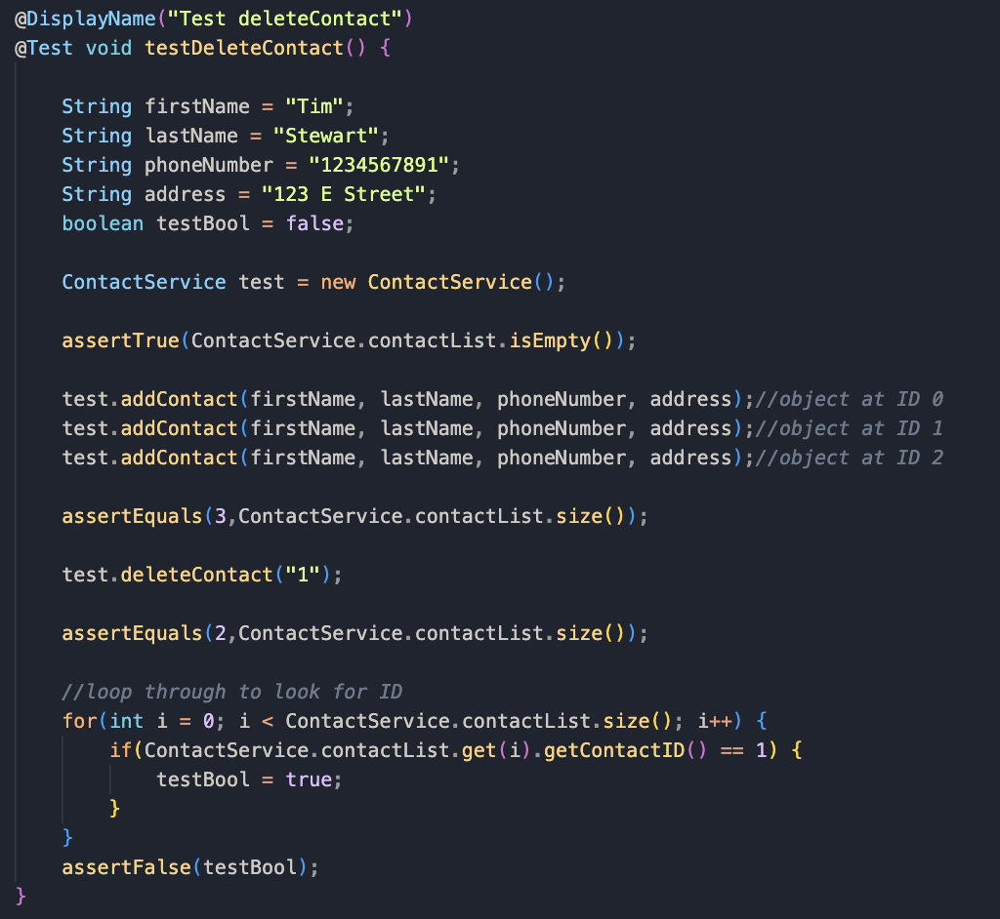 @DisplayName("Test deleteContact")
@Test void testDeleteContact() {
String firstName = "Tim";
String lastName = "Stewart";
String phoneNumber = "1234567891";
String address = "123 E Street";
boolean testBool = false;
ContactService test = new ContactService();
assertTrue(ContactService.contactList.isEmpty());
test.addContact(firstName, lastName, phoneNumber, address);//object at ID 0
test.addContact(firstName, lastName, phoneNumber, address);//object at ID 1
test.addContact(firstName, lastName, phoneNumber, address);//object at ID 2
assertEquals(3,ContactService.contactList.size());
test.deleteContact("1");
assertEquals(2,ContactService.contactList.size());
//loop through to look for ID
for(int i = 0; i < ContactService.contactList.size(); i++) {
if(ContactService.contactList.get(i).getContactID() == 1) {
testBool = true;
}
}
assertFalse(testBool);
}